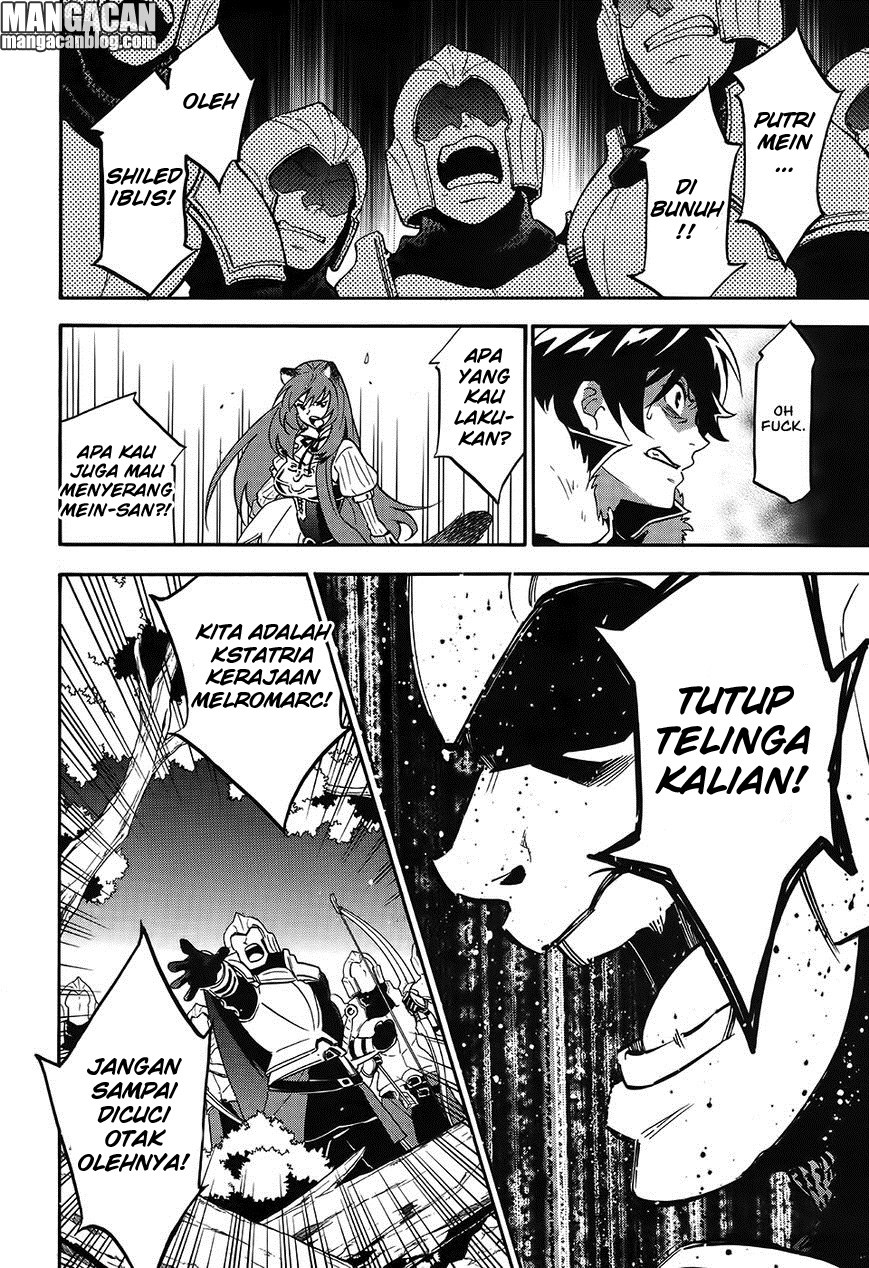 MANGACAN
mangacanblog.com
PUTRI
MEIN
...
DI
BUNUH
!!
OLEH
SHILED
IBLIS!
OH
FUCK.
APA
YANG
KAU
LAKU-
KAN?
APA KAU
JUGA MAU
MENYERANG
MEIN-SAN?!
TUTUP
TELINGA
KALIAN!
KITA ADALAH
KSTATRIA
KERAJAAN
MELROMARC!
JANGAN
SAMPAI
DICUCI
OTAK
OLEHNYA!